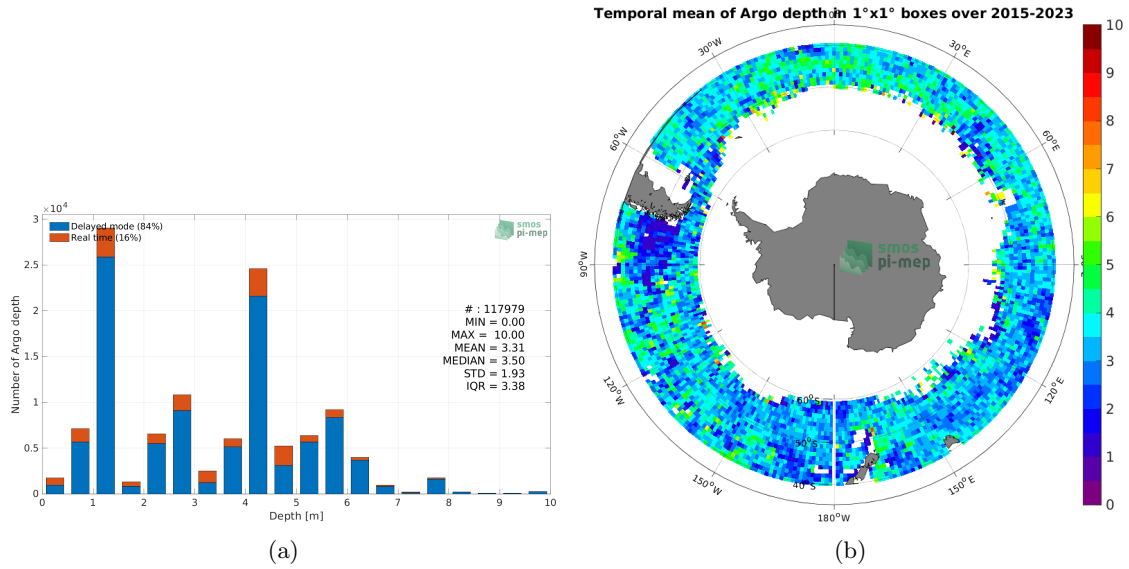 Temporal mean of Argo depth in 1°x1° boxes over 2015-2023
×10⁴
3
2.5
2
1.5
1
0.5
0
Number of Argo depth
Delayed mode (84%)
Real time (16%)
smos
pi-mep
# : 117979
MIN = 0.00
MAX = 10.00
MEAN = 3.31
MEDIAN = 3.50
STD = 1.93
IQR = 3.38
0 1 2 3 4 5 6 7 8 9 10
Depth [m]
(a)
30°W
30°E
60°W
60°E
90°W
120°W
120°E
150°W
150°E
180°W
60°S
50°S
40°S
smos
pi-mep
10
9
8
7
6
5
4
3
2
1
0
(b)